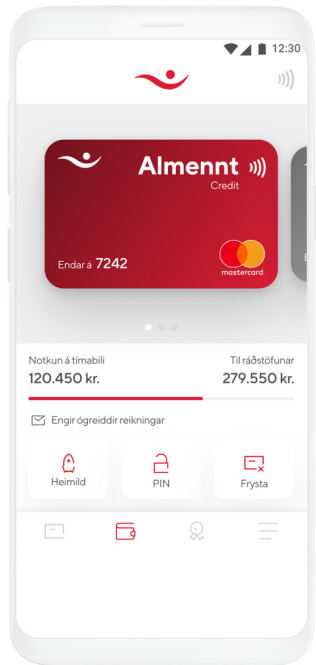 12:30
Almennt
Credit
Endar á 7242
mastercard
Notkun á tímabili
Til ráðstöfunar
120.450 kr.
279.550 kr.
Engir ógreiddir reikningar
Heimild
PIN
Frysta